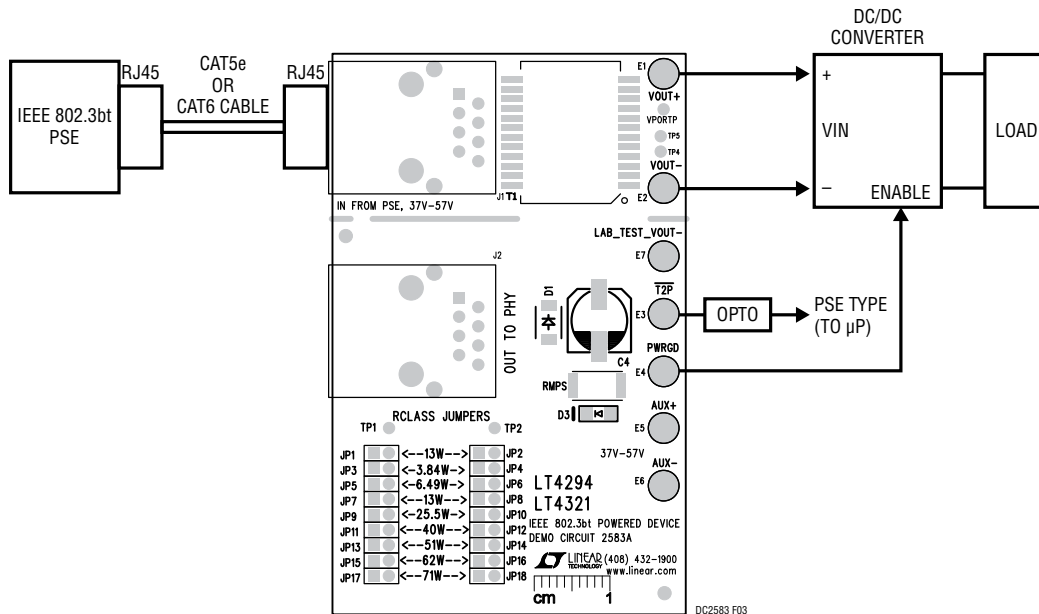 DC/DC
CONVERTER
IEEE 802.3bt
PSE
RJ45
CAT5e
OR
CAT6 CABLE
RJ45
E1
VOUT+
VPORTP
TP5
TP4
VOUT-
E2
J1 T1
IN FROM PSE, 37V-57V
+
VIN
–
ENABLE
LOAD
LAB_TEST_VOUT-
E7
J2
OUT TO PHY
D1
T2P
E3
OPTO
PSE TYPE
(TO µP)
C4
PWRGD
E4
RMPS
D3
AUX+
E5
37V-57V
AUX-
E6
RCLASS JUMPERS
TP1
TP2
JP1 <--13W--> JP2
JP3 <-3.84W-> JP4
JP5 <-6.49W-> JP6
JP7 <--13W--> JP8
JP9 <-25.5W-> JP10
JP11 <--40W--> JP12
JP13 <--51W--> JP14
JP15 <--62W--> JP16
JP17 <--71W--> JP18
LT4294
LT4321
IEEE 802.3bt POWERED DEVICE
DEMO CIRCUIT 2583A
LINEAR TECHNOLOGY (408) 432-1900
www.linear.com
cm 1
DC2583 F03